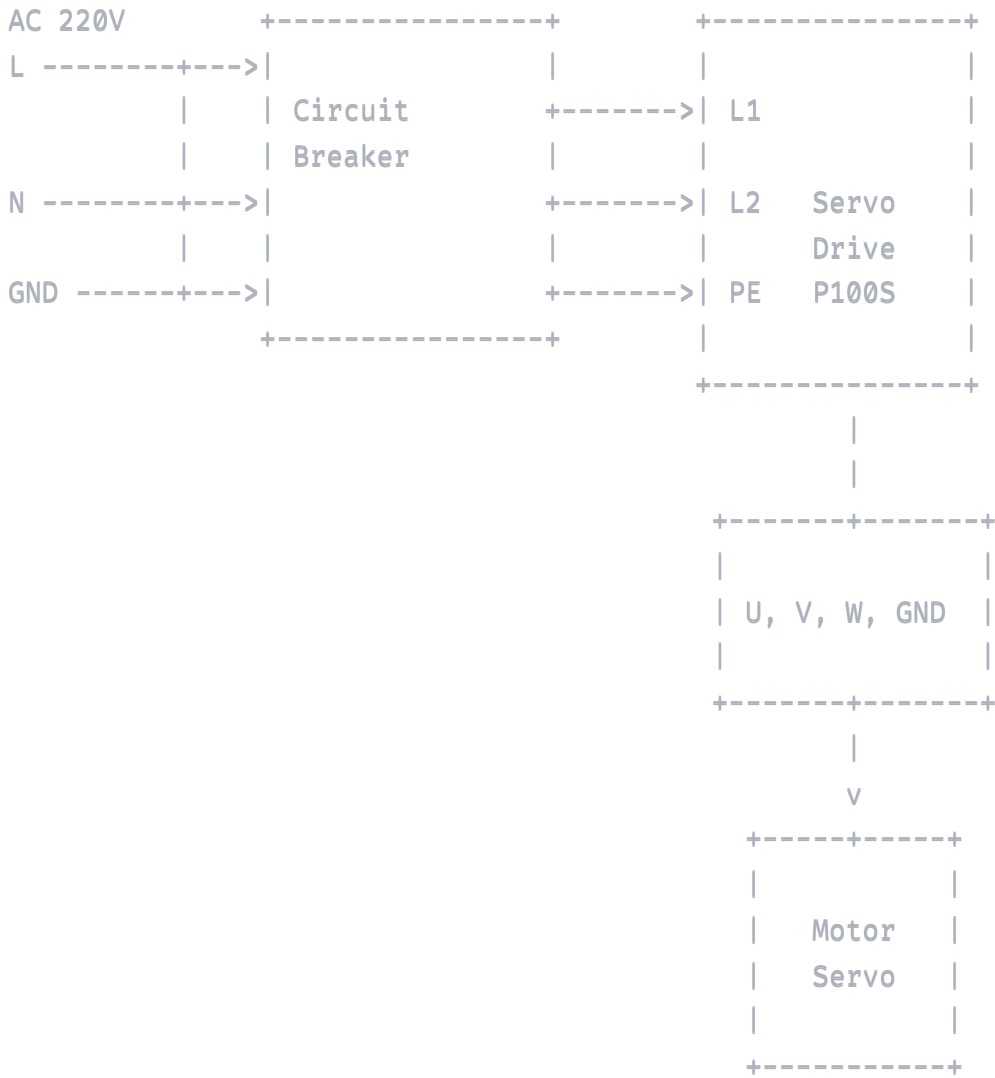 AC 220V
L
Circuit L1
Breaker
N L2 Servo
Drive
GND PE P100S
U, V, W, GND
v
Motor
Servo